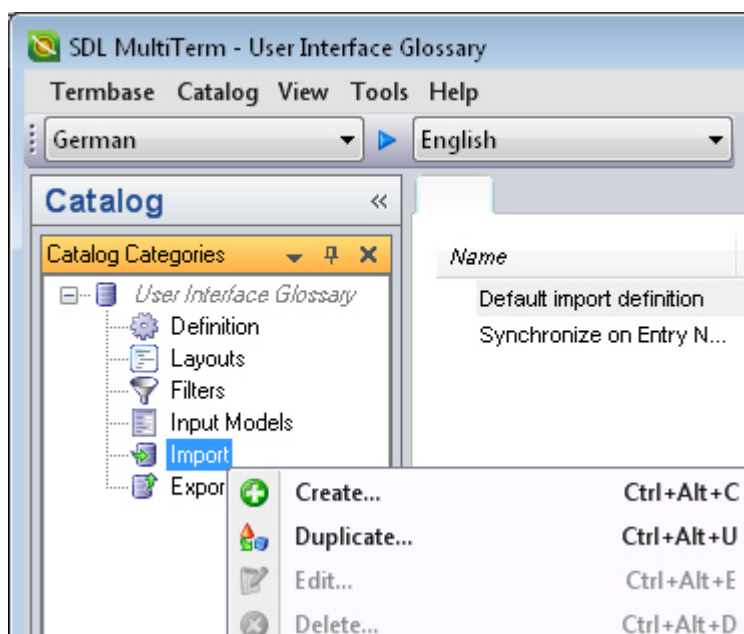 SDL MultiTerm - User Interface Glossary
Termbase Catalog View Tools Help
German English
Catalog
Catalog Categories
User Interface Glossary
Definition
Layouts
Filters
Input Models
Import
Expor
Name
Default import definition
Synchronize on Entry N...
Create... Ctrl+Alt+C
Duplicate... Ctrl+Alt+U
Edit... Ctrl+Alt+E
Delete... Ctrl+Alt+D